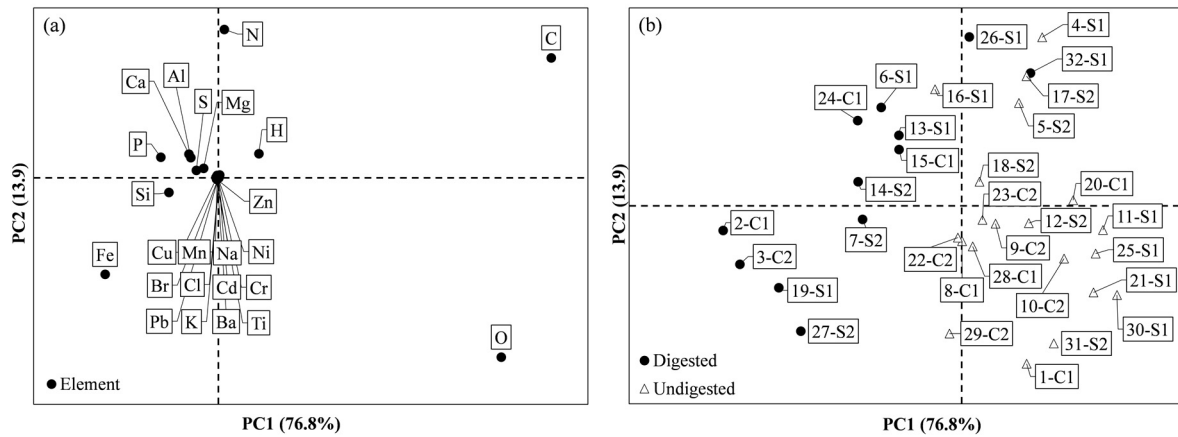 (a)
N
C
Al
Ca
S
Mg
H
P
Si
Zn
Fe
Cu
Mn
Na
Ni
Br
Cl
Cd
Cr
Pb
K
Ba
Ti
O
Element
PC2 (13.9)
PC1 (76.8%)
(b)
26-S1
4-S1
32-S1
6-S1
24-C1
16-S1
17-S2
13-S1
5-S2
15-C1
18-S2
14-S2
23-C2
20-C1
2-C1
7-S2
12-S2
11-S1
3-C2
22-C2
9-C2
25-S1
19-S1
8-C1
28-C1
10-C2
21-S1
27-S2
29-C2
31-S2
30-S1
1-C1
Digested
Undigested
PC2 (13.9)
PC1 (76.8%)